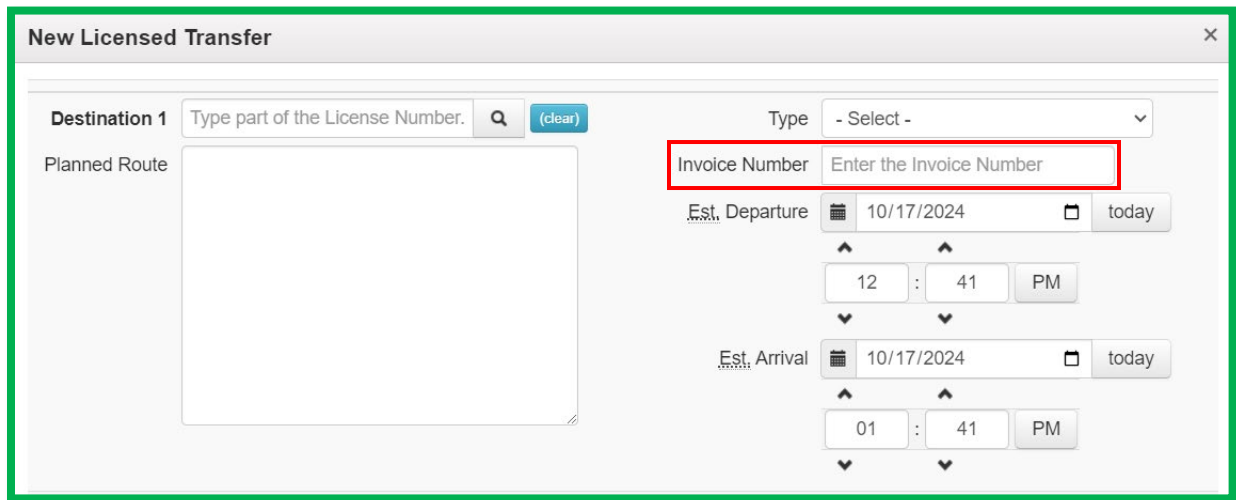 New Licensed Transfer ×
Destination 1 Type part of the License Number. (clear)
Type - Select -
Planned Route
Invoice Number Enter the Invoice Number
Est. Departure 10/17/2024 today
12 : 41 PM
Est. Arrival 10/17/2024 today
01 : 41 PM